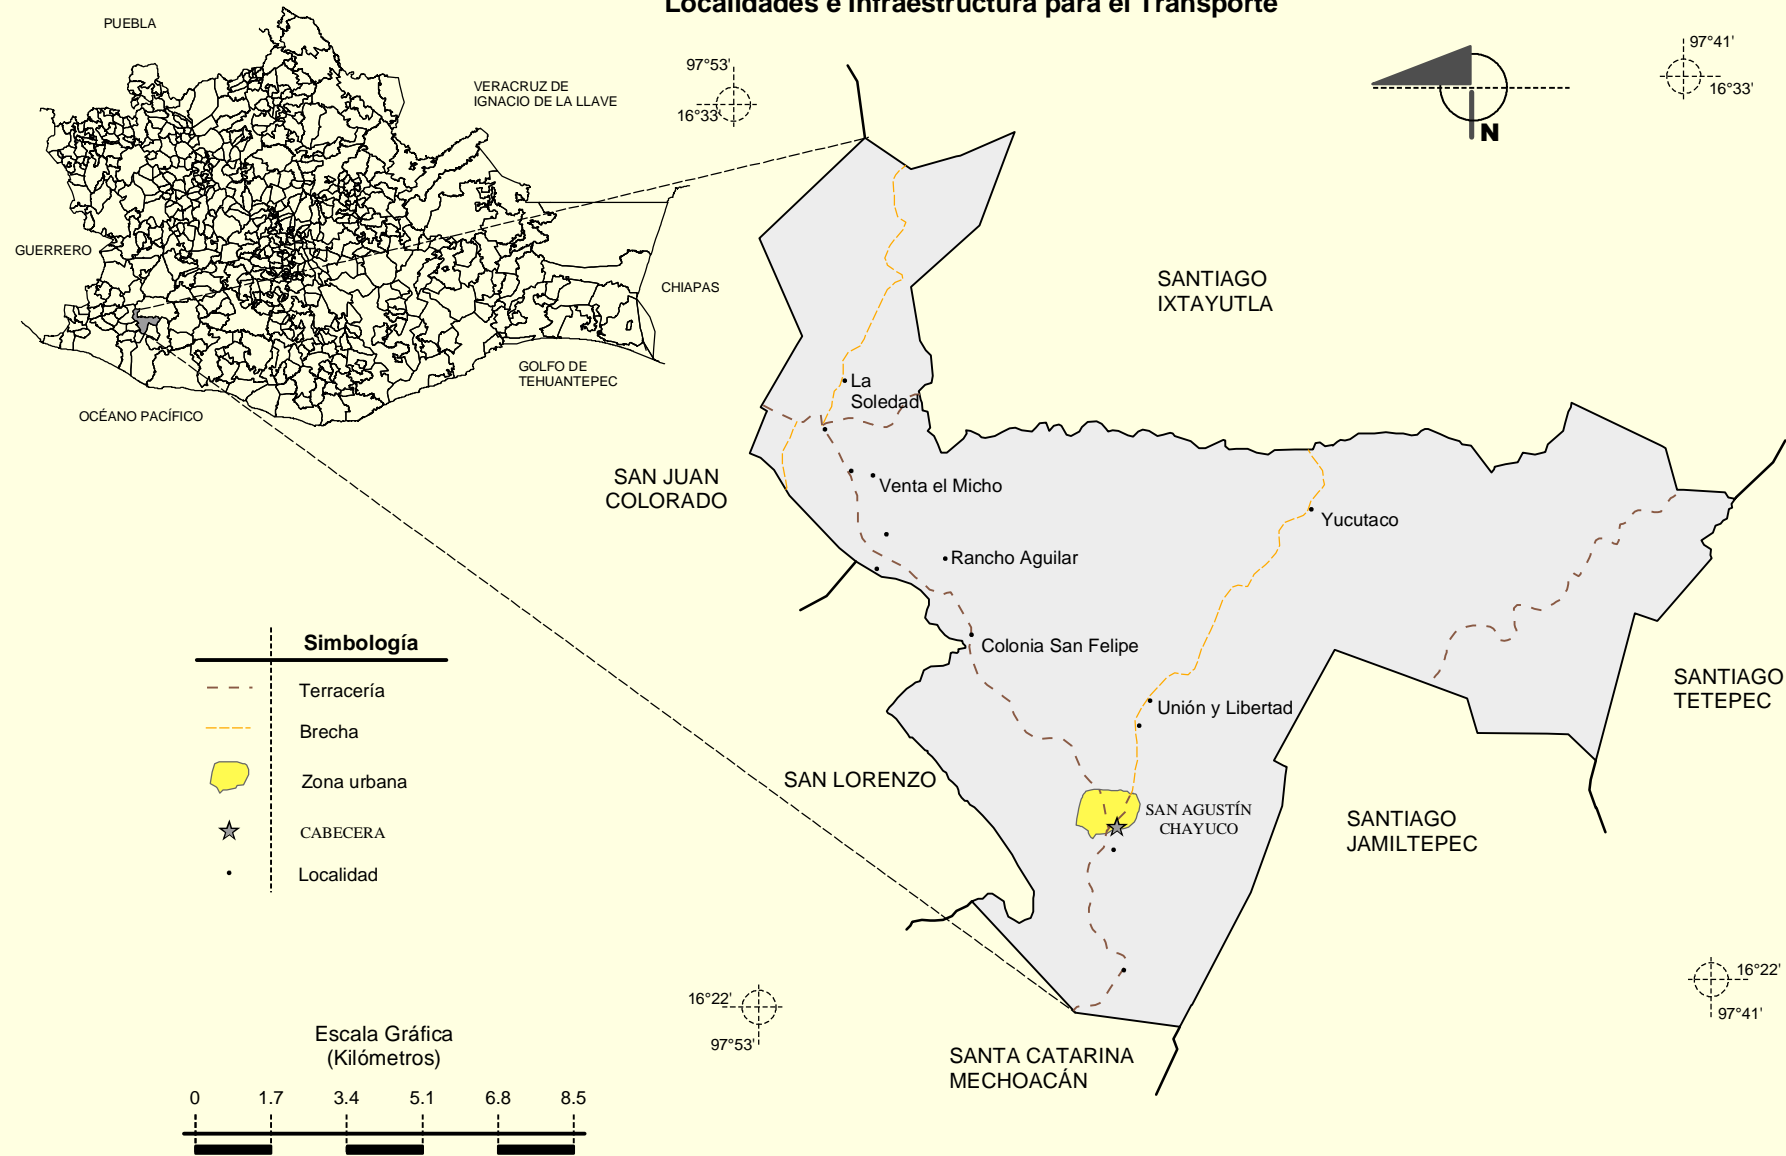 Localidades e Infraestructura para el Transporte
PUEBLA
VERACRUZ DE
IGNACIO DE LA LLAVE
GUERRERO
CHIAPAS
GOLFO DE
TEHUANTEPEC
OCÉANO PACÍFICO
97°53'
16°33'
N
97°41'
16°33'
SANTIAGO
IXTAYUTLA
La
Soledad
SAN JUAN
COLORADO
Venta el Micho
Yucutaco
Rancho Aguilar
Colonia San Felipe
Unión y Libertad
SANTIAGO
TETEPEC
SAN LORENZO
SAN AGUSTÍN
CHAYUCO
SANTIAGO
JAMILTEPEC
Simbología
Terracería
Brecha
Zona urbana
CABECERA
Localidad
16°22'
97°53'
16°22'
97°41'
SANTA CATARINA
MECHOACÁN
Escala Gráfica
(Kilómetros)
0 1.7 3.4 5.1 6.8 8.5